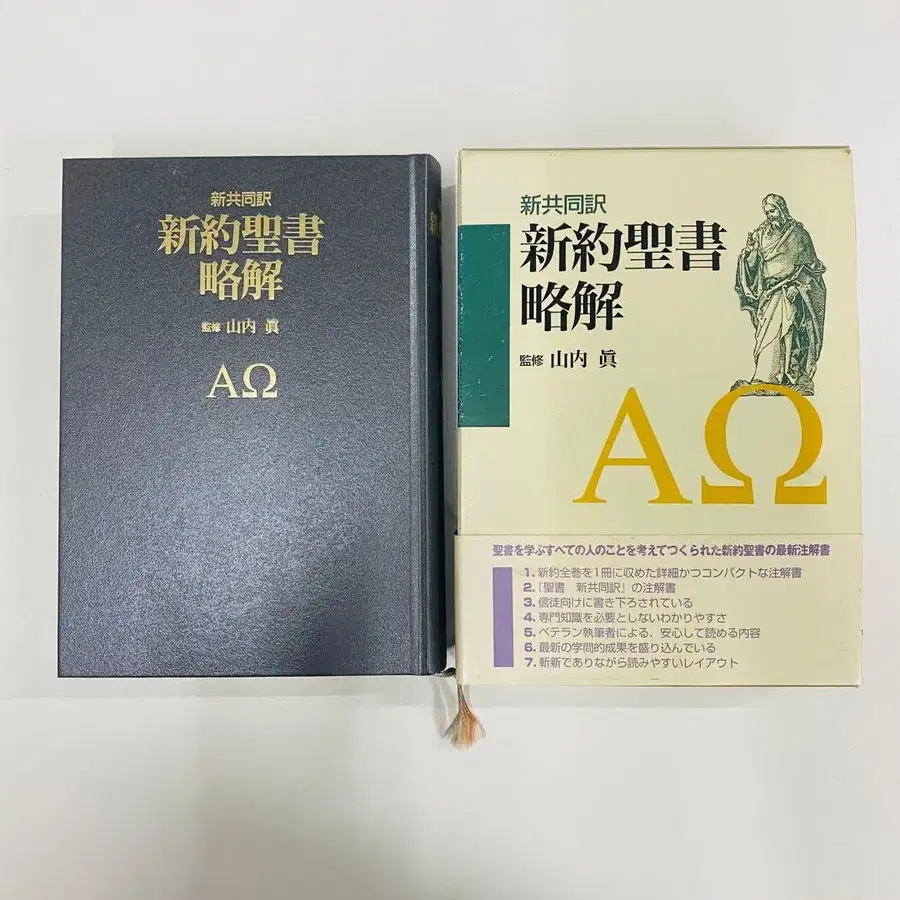 新共同訳
新約聖書
略解
監修 山内 眞
ΑΩ
新共同訳
新約聖書
略解
監修 山内 眞
ΑΩ
聖書を学ぶすべての人のことを考えてつくられた新約聖書の最新注解書
1. 新約全巻を1冊に収めた詳細かつコンパクトな注解書
2.『聖書 新共同訳』の注解書
3. 信徒向けに書き下ろされている
4. 専門知識を必要としないわかりやすさ
5. ベテラン執筆者による、安心して読める内容
6. 最新の学問的成果を盛り込んでいる
7. 斬新でありながら読みやすいレイアウト